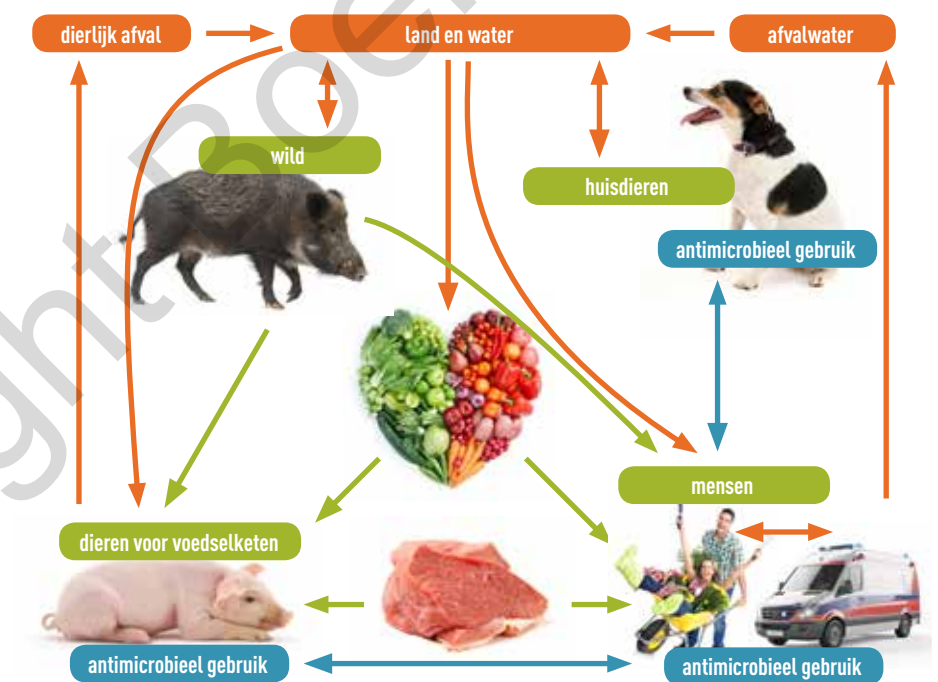 dierlijk afval
land en water
afvalwater
wild
huisdieren
antimicrobieel gebruik
mensen
dieren voor voedselketen
antimicrobieel gebruik
antimicrobieel gebruik